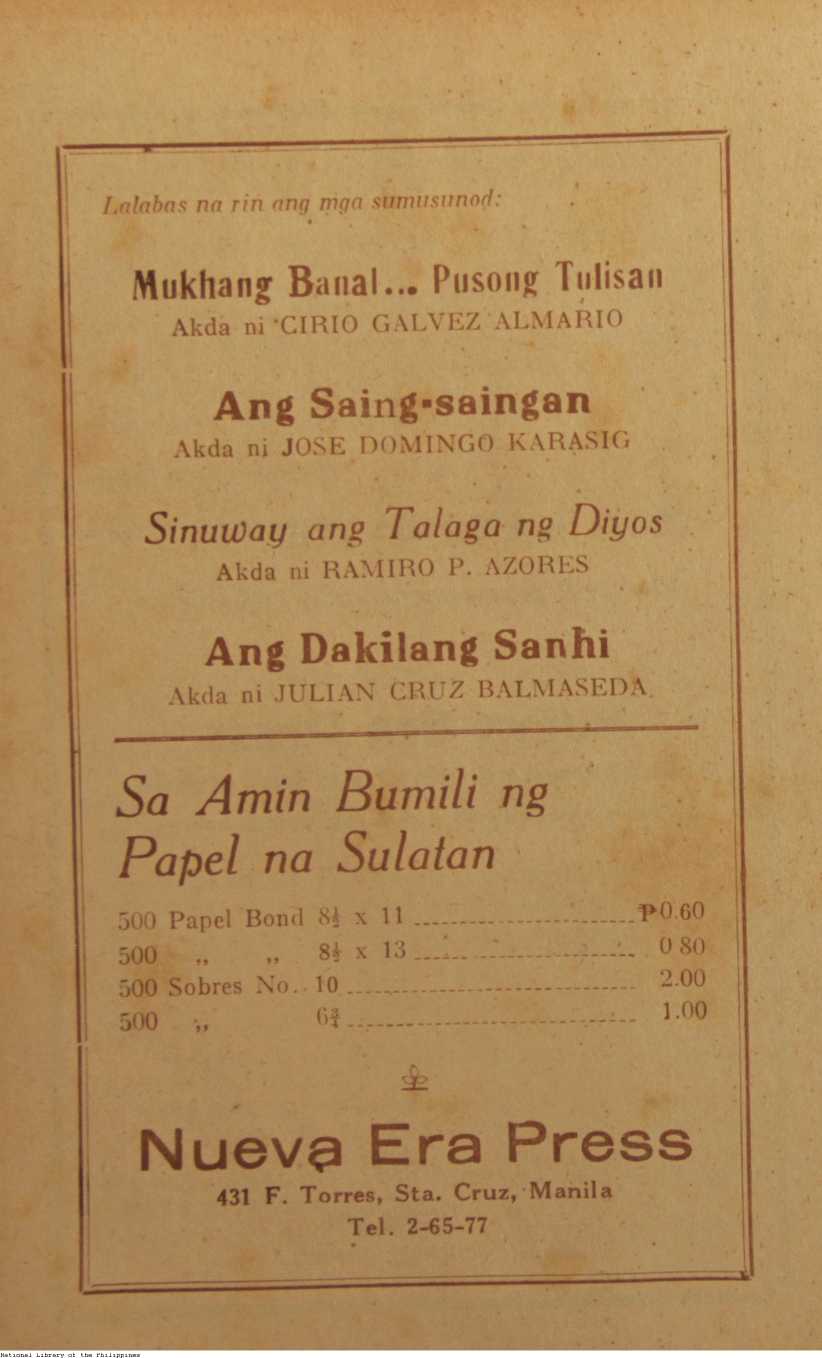 Lalabas na rin ang mga sumusunod:
Mukhang Banal... Pusong Tulisan
Akda ni CIRIO GALVEZ ALMARIO
Ang Saing-saingan
Akda ni JOSE DOMINGO KARASIG
Sinuway ang Talaga ng Diyos
Akda ni RAMIRO P. AZORES
Ang Dakilang Sanhi
Akda ni JULIAN CRUZ BALMASEDA
Sa Amin Bumili ng
Papel na Sulatan
500 Papel Bond 8½ x 11 ₱0.60
500 ,, ,, 8½ x 13 0 80
500 Sobres No. 10 2.00
500 ,, 6¾ 1.00
Nueva Era Press
431 F. Torres, Sta. Cruz, Manila
Tel. 2-65-77
National Library of the Philippines